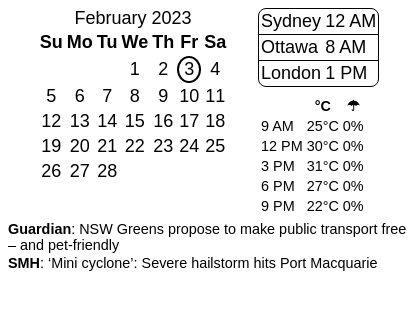 February 2023
Su Mo Tu We Th Fr Sa
1 2 3 4
5 6 7 8 9 10 11
12 13 14 15 16 17 18
19 20 21 22 23 24 25
26 27 28
Sydney 12 AM
Ottawa 8 AM
London 1 PM
°C ☂
9 AM 25°C 0%
12 PM 30°C 0%
3 PM 31°C 0%
6 PM 27°C 0%
9 PM 22°C 0%
Guardian: NSW Greens propose to make public transport free
– and pet-friendly
SMH: ‘Mini cyclone’: Severe hailstorm hits Port Macquarie